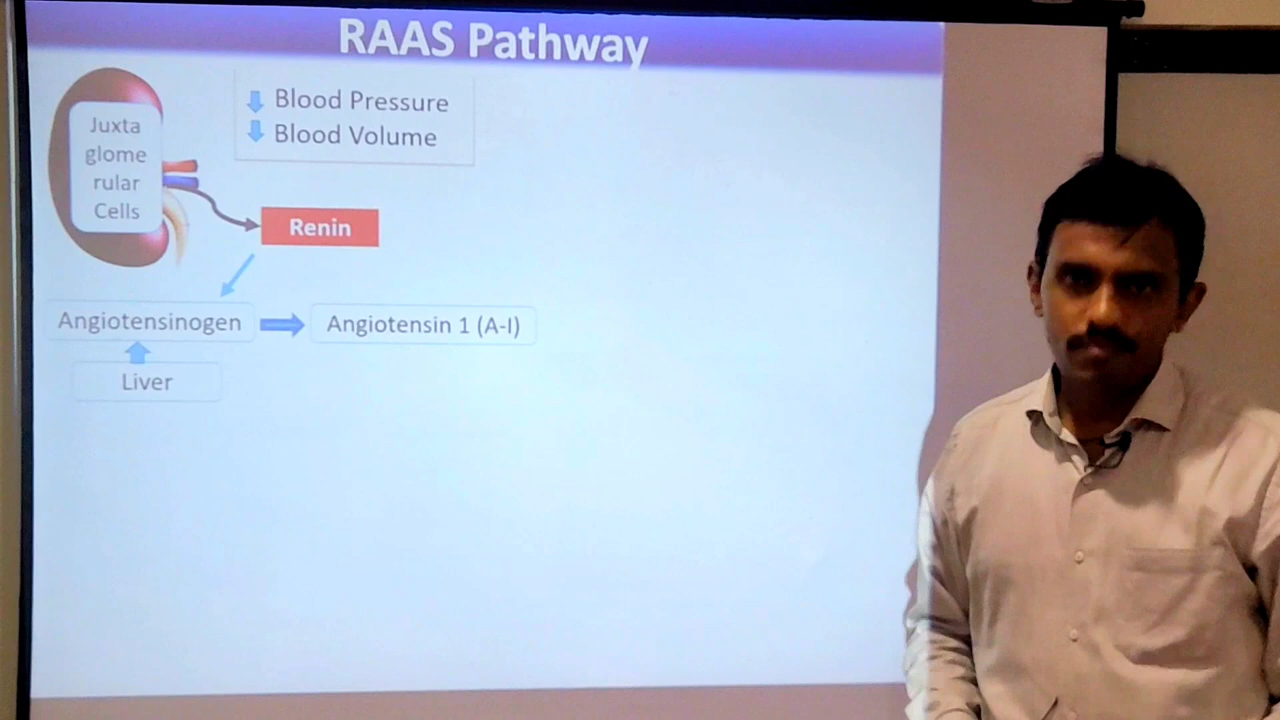 RAAS Pathway
Blood Pressure
Blood Volume
Juxta
glome
rular
Cells
Renin
Angiotensinogen
Angiotensin 1 (A-I)
Liver